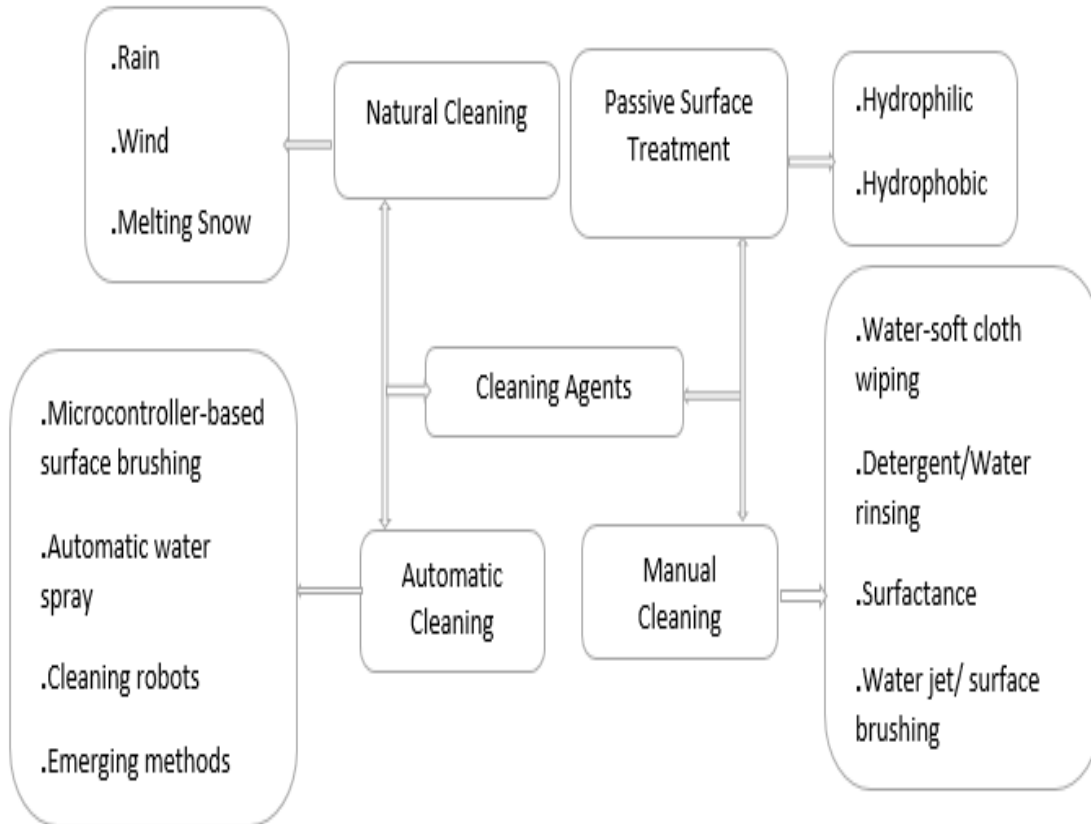 .Rain
.Wind
.Melting Snow
Natural Cleaning
Passive Surface
Treatment
.Hydrophilic
.Hydrophobic
Cleaning Agents
.Microcontroller-based
surface brushing
.Automatic water
spray
.Cleaning robots
.Emerging methods
Automatic
Cleaning
Manual
Cleaning
.Water-soft cloth
wiping
.Detergent/Water
rinsing
.Surfactance
.Water jet/ surface
brushing